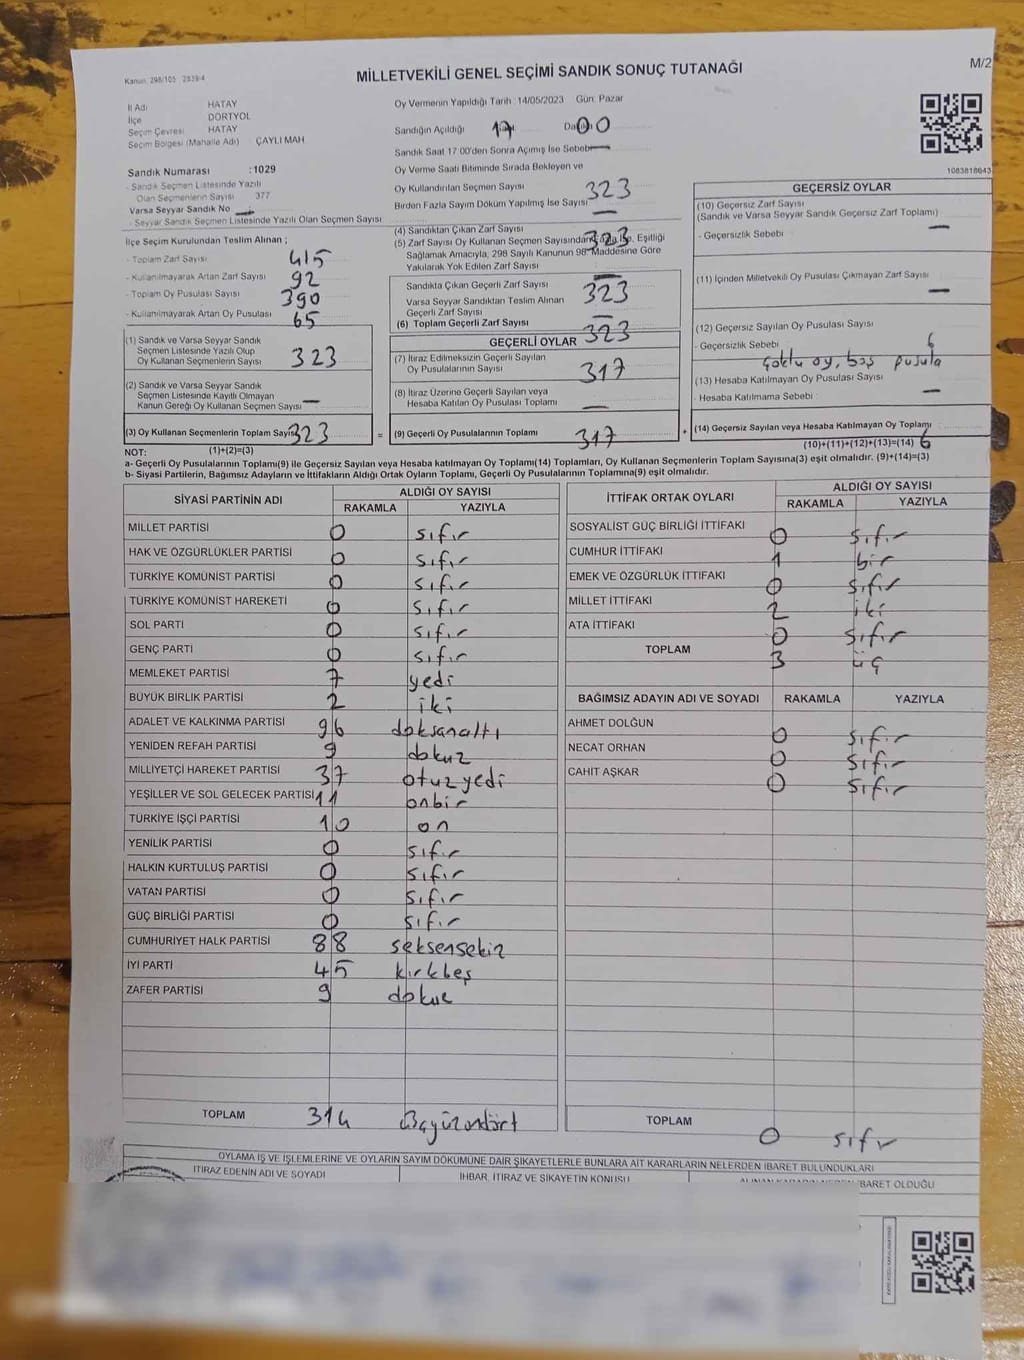 Kanun, 298/105 2839/4
MİLLETVEKİLİ GENEL SEÇİMİ SANDIK SONUÇ TUTANAĞI
M/2
İl Adı HATAY
İlçe DÖRTYOL
Seçim Çevresi HATAY
Seçim Bölgesi (Mahalle Adı) ÇAYLI MAH
Oy Vermenin Yapıldığı Tarih :14/05/2023 Gün: Pazar
Sandığın Açıldığı 17 00
Sandık Saat 17.00'den Sonra Açılmış İse Sebebi
Oy Verme Saati Bitiminde Sırada Bekleyen ve
Oy Kullandırılan Seçmen Sayısı 323
Birden Fazla Sayım Döküm Yapılmış İse Sayısı —
1083818643
Sandık Numarası :1029
- Sandık Seçmen Listesinde Yazılı
Olan Seçmenlerin Sayısı 377
Varsa Seyyar Sandık No —
- Seyyar Sandık Seçmen Listesinde Yazılı Olan Seçmen Sayısı
İlçe Seçim Kurulundan Teslim Alınan ;
- Toplam Zarf Sayısı 415
- Kullanılmayarak Artan Zarf Sayısı 92
- Toplam Oy Pusulası Sayısı 390
- Kullanılmayarak Artan Oy Pusulası 65
(1) Sandık ve Varsa Seyyar Sandık
Seçmen Listesinde Yazılı Olup
Oy Kullanan Seçmenlerin Sayısı 323
(2) Sandık ve Varsa Seyyar Sandık
Seçmen Listesinde Kayıtlı Olmayan
Kanun Gereği Oy Kullanan Seçmen Sayısı —
(3) Oy Kullanan Seçmenlerin Toplam Sayısı 323
(4) Sandıktan Çıkan Zarf Sayısı 323
(5) Zarf Sayısı Oy Kullanan Seçmen Sayısından Fazla İse, Eşitliği
Sağlamak Amacıyla, 298 Sayılı Kanunun 98. Maddesine Göre
Yakılarak Yok Edilen Zarf Sayısı —
Sandıkta Çıkan Geçerli Zarf Sayısı 323
Varsa Seyyar Sandıktan Teslim Alınan
Geçerli Zarf Sayısı —
(6) Toplam Geçerli Zarf Sayısı 323
GEÇERLİ OYLAR
(7) İtiraz Edilmeksizin Geçerli Sayılan
Oy Pusulalarının Sayısı 317
(8) İtiraz Üzerine Geçerli Sayılan veya
Hesaba Katılan Oy Pusulası Toplamı —
= (9) Geçerli Oy Pusulalarının Toplamı 317 +
GEÇERSİZ OYLAR
(10) Geçersiz Zarf Sayısı
(Sandık ve Varsa Seyyar Sandık Geçersiz Zarf Toplamı) —
- Geçersizlik Sebebi
(11) İçinden Milletvekili Oy Pusulası Çıkmayan Zarf Sayısı —
(12) Geçersiz Sayılan Oy Pusulası Sayısı 6
- Geçersizlik Sebebi Çoklu oy, boş pusula
(13) Hesaba Katılmayan Oy Pusulası Sayısı —
- Hesaba Katılmama Sebebi
(14) Geçersiz Sayılan veya Hesaba Katılmayan Oy Toplamı 6
NOT: (1)+(2)=(3)
(10)+(11)+(12)+(13)=(14)
a- Geçerli Oy Pusulalarının Toplamı(9) ile Geçersiz Sayılan veya Hesaba katılmayan Oy Toplamı(14) Toplamları, Oy Kullanan Seçmenlerin Toplam Sayısına(3) eşit olmalıdır. (9)+(14)=(3)
b- Siyasi Partilerin, Bağımsız Adayların ve İttifakların Aldığı Ortak Oyların Toplamı, Geçerli Oy Pusulalarının Toplamına(9) eşit olmalıdır.
SİYASİ PARTİNİN ADI ALDIĞI OY SAYISI
RAKAMLA YAZIYLA
MİLLET PARTİSİ 0 sıfır
HAK VE ÖZGÜRLÜKLER PARTİSİ 0 sıfır
TÜRKİYE KOMÜNİST PARTİSİ 0 sıfır
TÜRKİYE KOMÜNİST HAREKETİ 0 sıfır
SOL PARTİ 0 sıfır
GENÇ PARTİ 0 sıfır
MEMLEKET PARTİSİ 7 yedi
BÜYÜK BİRLİK PARTİSİ 2 iki
ADALET VE KALKINMA PARTİSİ 96 doksanaltı
YENİDEN REFAH PARTİSİ 9 dokuz
MİLLİYETÇİ HAREKET PARTİSİ 37 otuzyedi
YEŞİLLER VE SOL GELECEK PARTİSİ 11 onbir
TÜRKİYE İŞÇİ PARTİSİ 10 on
YENİLİK PARTİSİ 0 sıfır
HALKIN KURTULUŞ PARTİSİ 0 sıfır
VATAN PARTİSİ 0 sıfır
GÜÇ BİRLİĞİ PARTİSİ 0 sıfır
CUMHURİYET HALK PARTİSİ 88 seksensekiz
İYİ PARTİ 45 kırkbeş
ZAFER PARTİSİ 9 dokuz
TOPLAM 314 üçyüzondört
İTTİFAK ORTAK OYLARI ALDIĞI OY SAYISI
RAKAMLA YAZIYLA
SOSYALİST GÜÇ BİRLİĞİ İTTİFAKI 0 sıfır
CUMHUR İTTİFAKI 1 bir
EMEK VE ÖZGÜRLÜK İTTİFAKI 0 sıfır
MİLLET İTTİFAKI 2 iki
ATA İTTİFAKI 0 sıfır
TOPLAM 3 üç
BAĞIMSIZ ADAYIN ADI VE SOYADI RAKAMLA YAZIYLA
AHMET DOLĞUN 0 sıfır
NECAT ORHAN 0 sıfır
CAHİT AŞKAR 0 sıfır
TOPLAM 0 sıfır
OYLAMA İŞ VE İŞLEMLERİNE VE OYLARIN SAYIM DÖKÜMÜNE DAİR ŞİKAYETLERLE BUNLARA AİT KARARLARIN NELERDEN İBARET BULUNDUKLARI
İTİRAZ EDENİN ADI VE SOYADI
İHBAR, İTİRAZ VE ŞİKAYETİN KONUSU
İBARET OLDUĞU